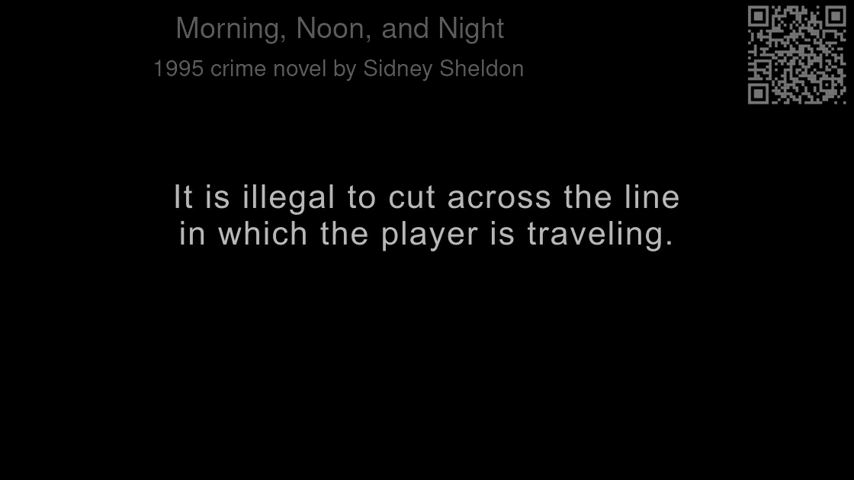 Morning, Noon, and Night
1995 crime novel by Sidney Sheldon
It is illegal to cut across the line
in which the player is traveling.